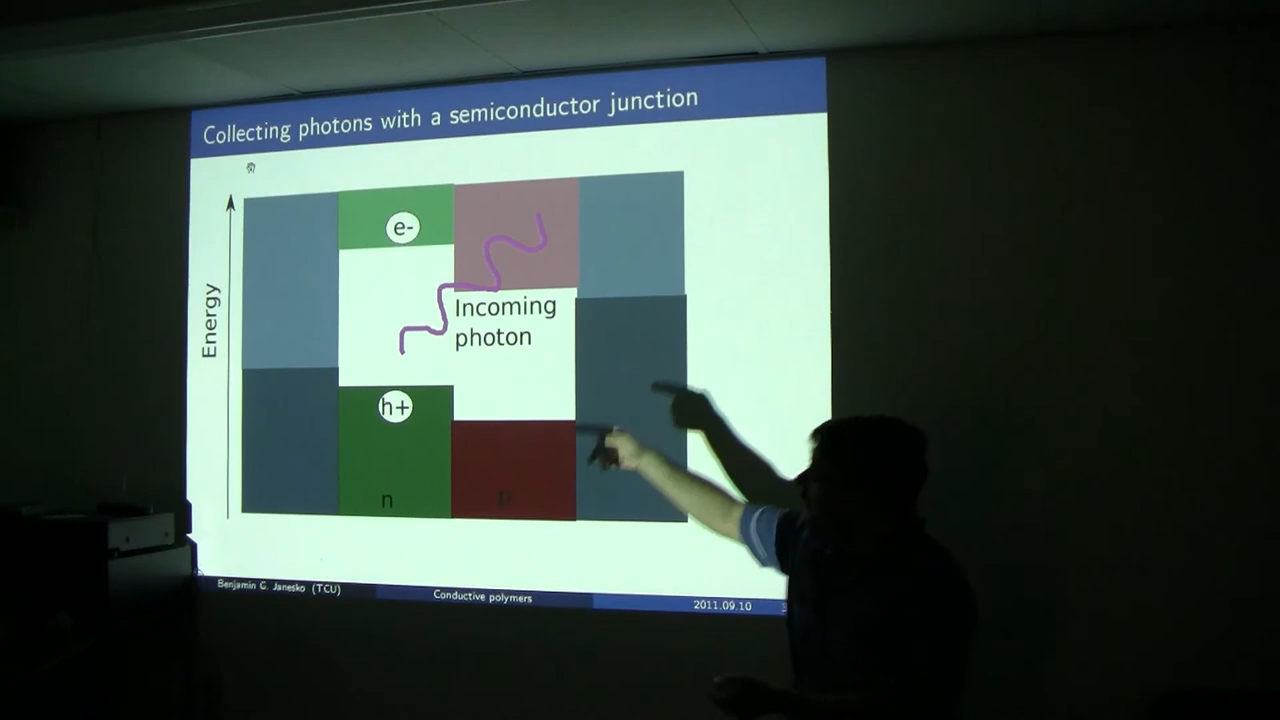 Collecting photons with a semiconductor junction
Energy
e-
Incoming
photon
h+
n
p
Benjamin G. Janesko (TCU)
Conductive polymers
2011.09.10